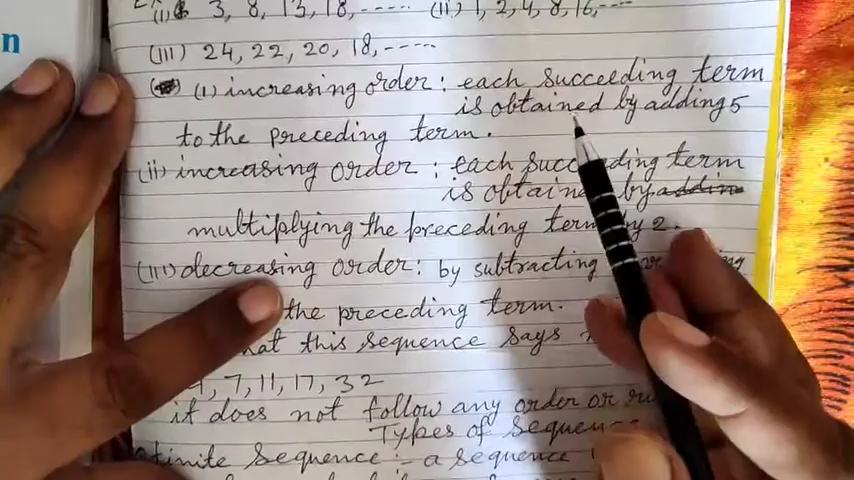 n
(i) 3, 8, 13, 18, ----- (ii) 1, 2, 4, 8, 16, ----
(iii) 24, 22, 20, 18, -----
(i) increasing order : each succeeding term
is obtained by adding 5
to the preceding term.
(ii) increasing order : each succeeding term
is obtained by addin
multiplying the preceding term by 2.
(iii) decreasing order : by subtracting
the preceding term.
this sequence says
4, 7, 11, 17, 32
it does not follow any order or
Types of Sequence
finite Sequence :- a sequence